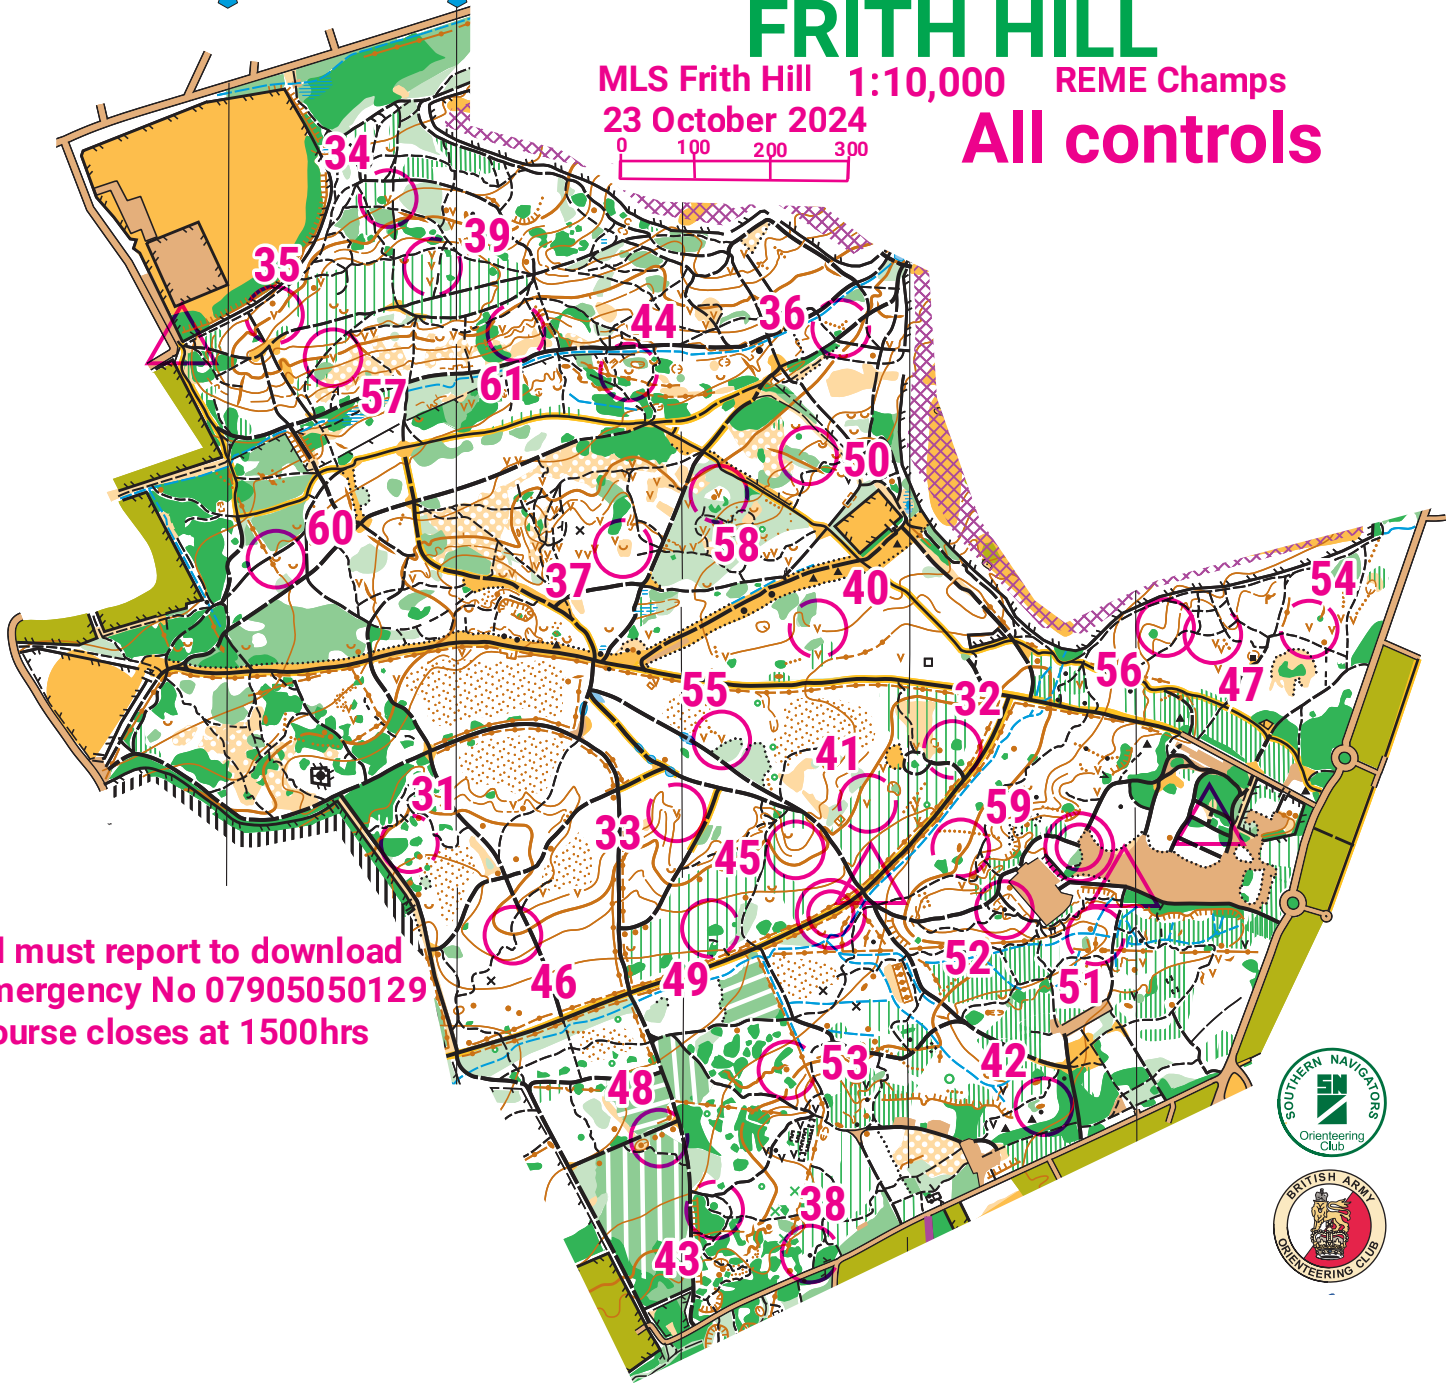 FRITH HILL
MLS Frith Hill 1:10,000 REME Champs
23 October 2024
All controls
0 100 200 300
34
39
35
44
36
57
61
50
60
58
37
40
54
56
47
55
32
41
31
33
59
45
46
49
52
51
l must report to download
mergency No 07905050129
ourse closes at 1500hrs
48
53
42
38
43
SOUTHERN NAVIGATORS
SN
Orienteering
Club
BRITISH ARMY
ORIENTEERING CLUB